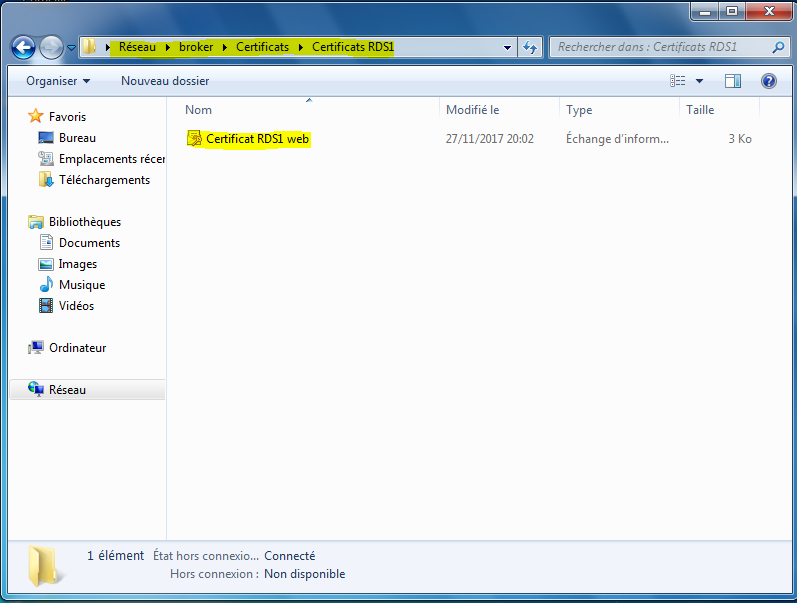 Réseau broker Certificats Certificats RDS1 Rechercher dans : Certificats RDS1
Organiser Nouveau dossier
Nom Modifié le Type Taille
Certificat RDS1 web 27/11/2017 20:02 Échange d'inform... 3 Ko
Favoris
Bureau
Emplacements récer
Téléchargements
Bibliothèques
Documents
Images
Musique
Vidéos
Ordinateur
Réseau
1 élément État hors connexio... Connecté
Hors connexion : Non disponible